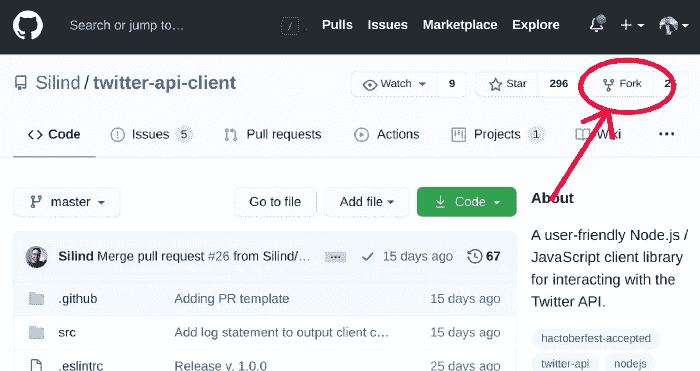 Search or jump to… / Pulls Issues Marketplace Explore
Silind / twitter-api-client Watch 9 Star 296 Fork
Code Issues 5 Pull requests Actions Projects 1 Wiki
master Go to file Add file Code About
Silind Merge pull request #26 from Silind/… 15 days ago 67
A user-friendly Node.js /
JavaScript client library
for interacting with the
Twitter API.
.github Adding PR template 15 days ago
src Add log statement to output client c… 15 days ago
.eslintrc Release v. 1.0.0 25 days ago
hactoberfest-accepted
twitter-api nodejs